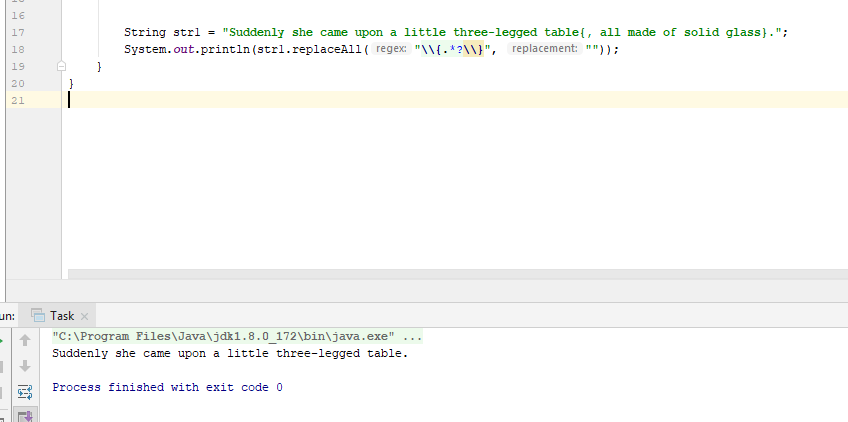 16
17 String str1 = "Suddenly she came upon a little three-legged table{, all made of solid glass}.";
18 System.out.println(str1.replaceAll( regex: "\\{.*?\\}", replacement: ""));
19 }
20 }
21
un: Task ×
"C:\Program Files\Java\jdk1.8.0_172\bin\java.exe" ...
Suddenly she came upon a little three-legged table.
Process finished with exit code 0